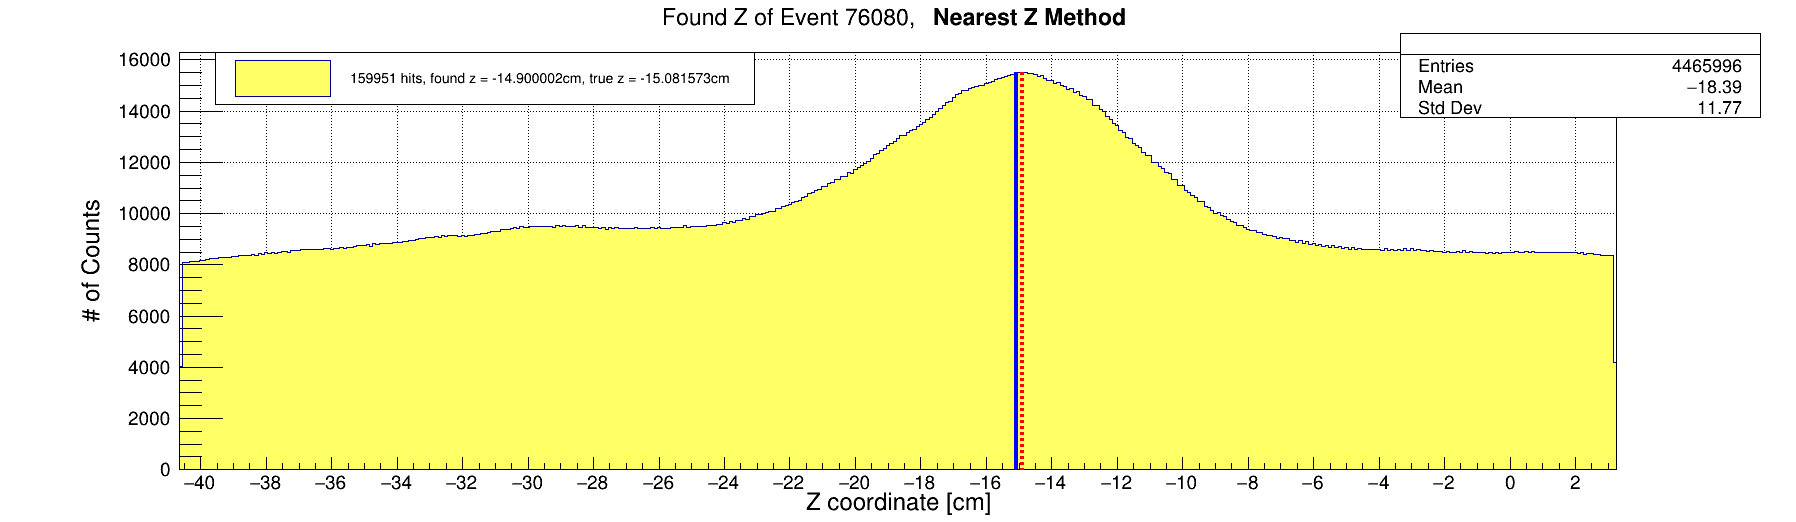 Found Z of Event 76080, Nearest Z Method
159951 hits, found z = -14.900002cm, true z = -15.081573cm
Entries 4465996
Mean −18.39
Std Dev 11.77
# of Counts
16000
14000
12000
10000
8000
6000
4000
2000
0
−40 −38 −36 −34 −32 −30 −28 −26 −24 −22 −20 −18 −16 −14 −12 −10 −8 −6 −4 −2 0 2
Z coordinate [cm]